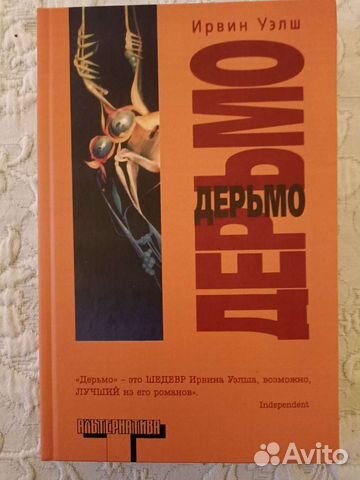 Ирвин Уэлш
ДЕРЬМО
ДЕРЬМО
«Дерьмо» – это ШЕДЕВР Ирвина Уэлша, возможно,
ЛУЧШИЙ из его романов».
Independent
АЛЬТЕРНАТИВА
Avito